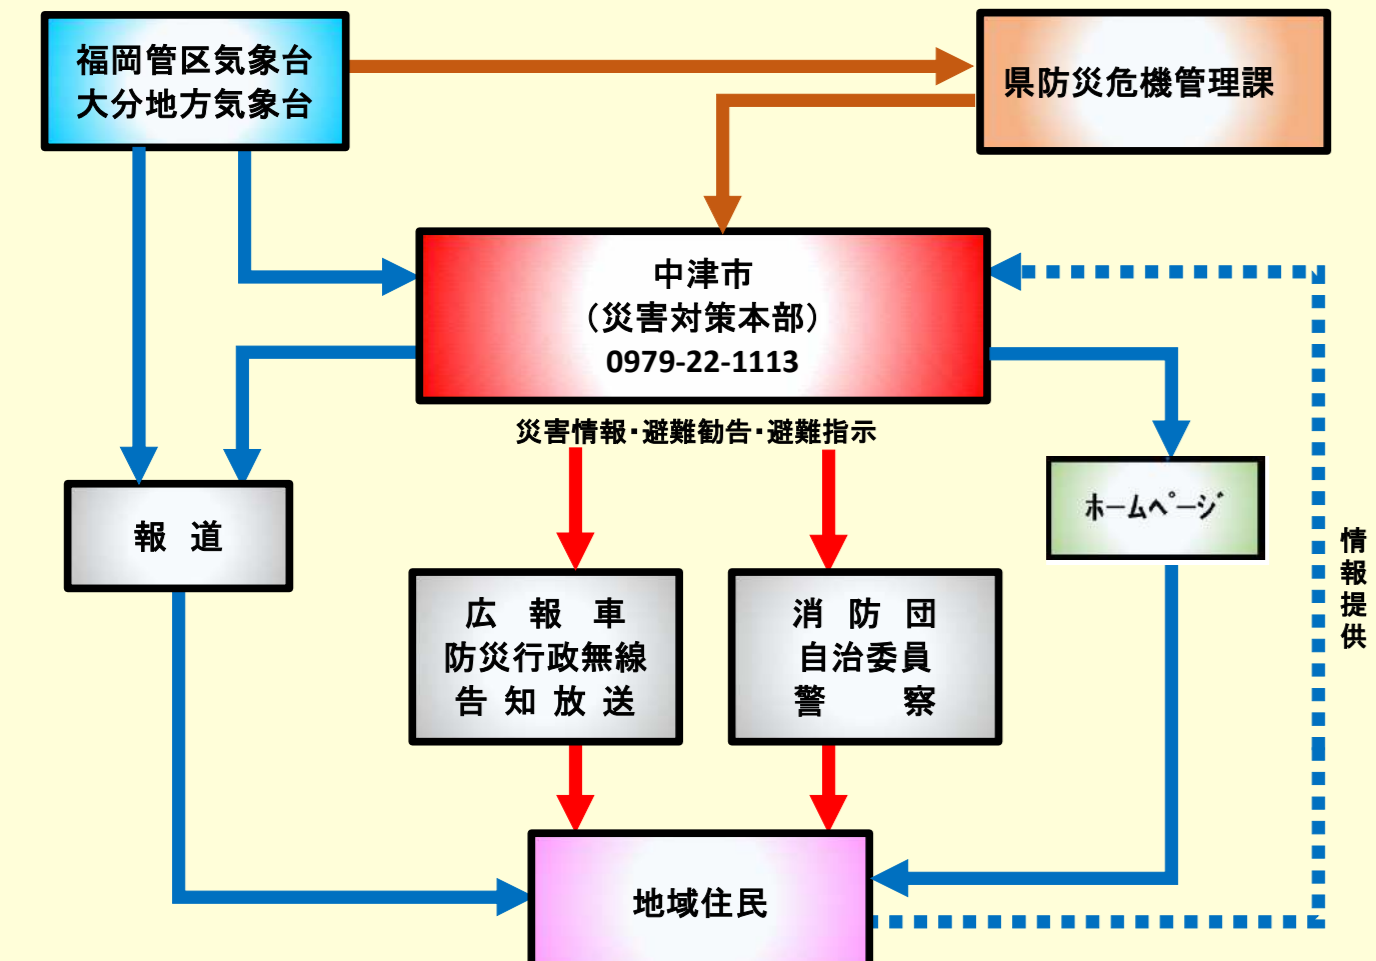 福岡管区気象台
大分地方気象台
県防災危機管理課
中津市
（災害対策本部）
0979-22-1113
災害情報・避難勧告・避難指示
報 道
ﾎｰﾑﾍﾟｰｼﾞ
広 報 車
防災行政無線
告 知 放 送
消 防 団
自治委員
警 察
情報提供
地域住民